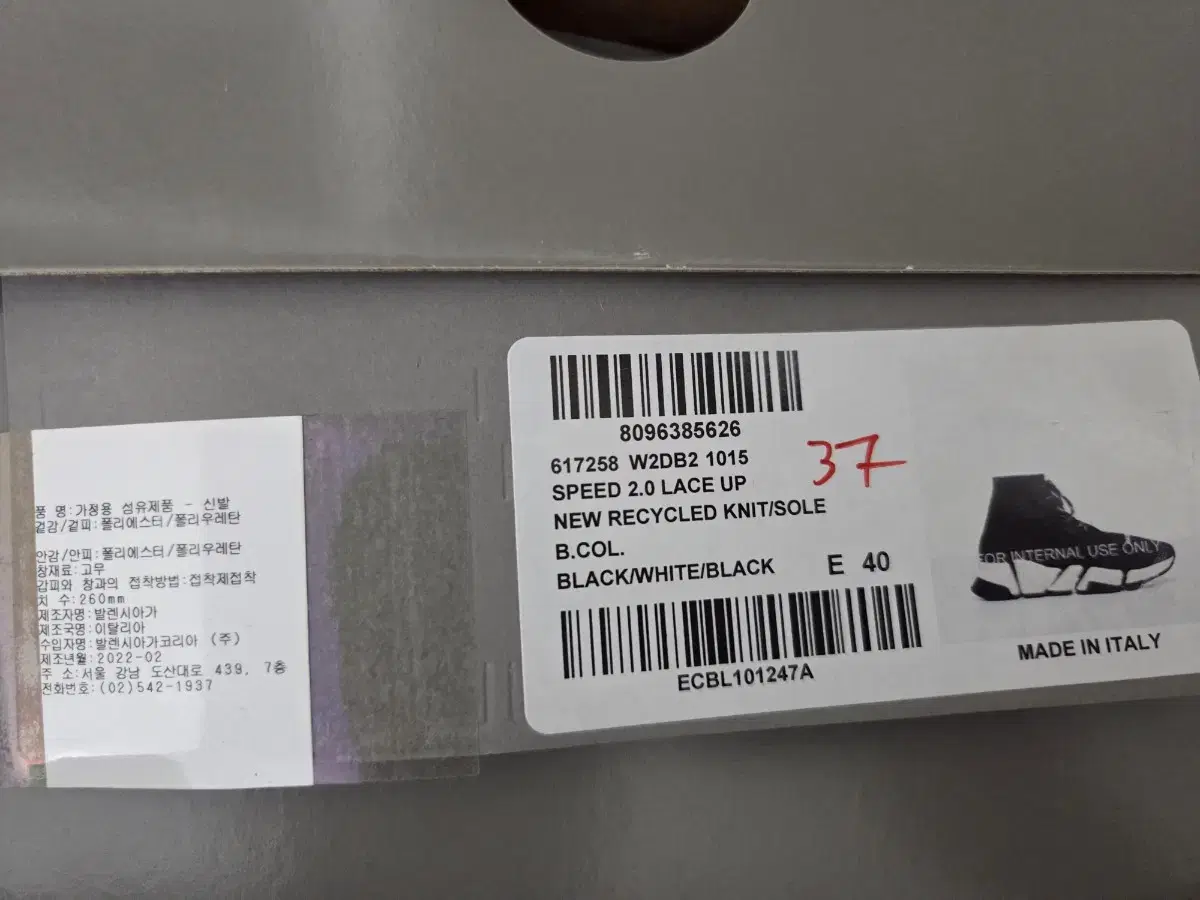 품 명:가정용 섬유제품 - 신발
겉감/겉피:폴리에스터/폴리우레탄
안감/안피:폴리에스터/폴리우레탄
창재료:고무
갑피와 창과의 접착방법:접착제접착
치 수:260mm
제조자명:발렌시아가
제조국명:이탈리아
수입자명:발렌시아가코리아 (주)
제조년월:2022-02
주 소:서울 강남 도산대로 439, 7층
전화번호:(02)542-1937
8096385626
617258 W2DB2 1015
37
SPEED 2.0 LACE UP
NEW RECYCLED KNIT/SOLE
B.COL.
BLACK/WHITE/BLACK E 40
ECBL101247A
FOR INTERNAL USE ONLY
MADE IN ITALY